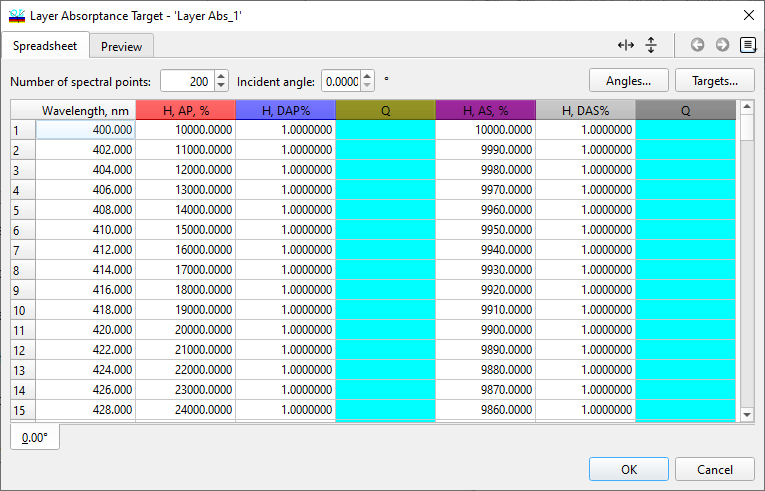 Layer Absorptance Target - 'Layer Abs_1'
Spreadsheet Preview
Number of spectral points: 200 Incident angle: 0.0000 ° Angles... Targets...
Wavelength, nm H, AP, % H, DAP% Q H, AS, % H, DAS% Q
1 400.000 10000.0000 1.0000000 10000.0000 1.0000000
2 402.000 11000.0000 1.0000000 9990.0000 1.0000000
3 404.000 12000.0000 1.0000000 9980.0000 1.0000000
4 406.000 13000.0000 1.0000000 9970.0000 1.0000000
5 408.000 14000.0000 1.0000000 9960.0000 1.0000000
6 410.000 15000.0000 1.0000000 9950.0000 1.0000000
7 412.000 16000.0000 1.0000000 9940.0000 1.0000000
8 414.000 17000.0000 1.0000000 9930.0000 1.0000000
9 416.000 18000.0000 1.0000000 9920.0000 1.0000000
10 418.000 19000.0000 1.0000000 9910.0000 1.0000000
11 420.000 20000.0000 1.0000000 9900.0000 1.0000000
12 422.000 21000.0000 1.0000000 9890.0000 1.0000000
13 424.000 22000.0000 1.0000000 9880.0000 1.0000000
14 426.000 23000.0000 1.0000000 9870.0000 1.0000000
15 428.000 24000.0000 1.0000000 9860.0000 1.0000000
0.00°
OK Cancel